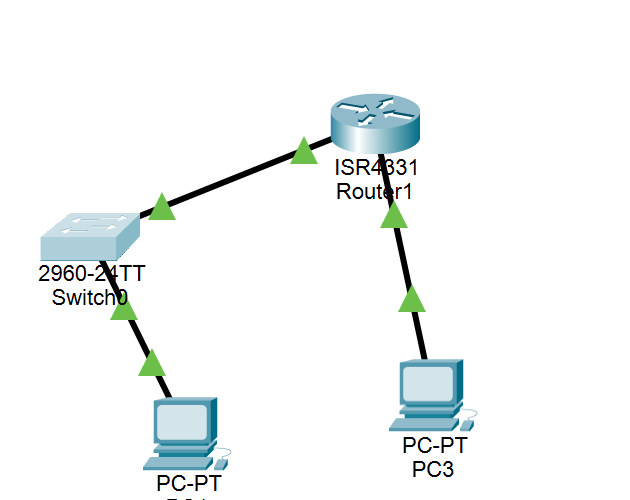 ISR4331
Router1
2960-24TT
Switch0
PC-PT
PC3
PC-PT